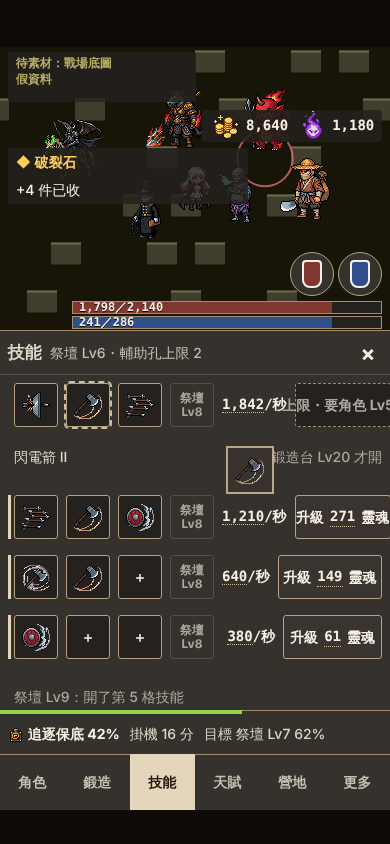 待素材：戰場底圖
假資料
8,640
1,180
◆ 破裂石
+4 件已收
1,798／2,140
241／286
技能 祭壇 Lv6・輔助孔上限 2
×
祭壇
Lv8
1,842/秒
上限・要角色 Lv5
閃電箭 II
鍛造台 Lv20 才開
祭壇
Lv8
1,210/秒
升級 271 靈魂
祭壇
Lv8
640/秒
升級 149 靈魂
+
祭壇
Lv8
380/秒
升級 61 靈魂
+
+
祭壇 Lv9：開了第 5 格技能
追逐保底 42% 掛機 16 分 目標 祭壇 Lv7 62%
角色
鍛造
技能
天賦
營地
更多